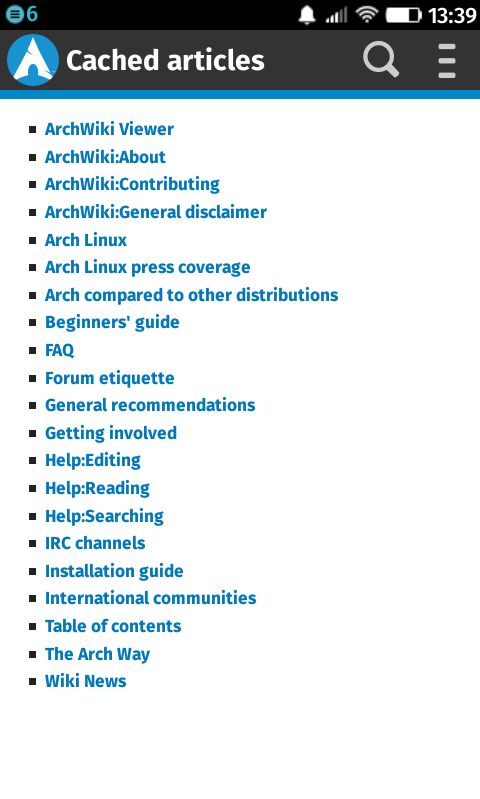 6 13:39
Cached articles
ArchWiki Viewer
ArchWiki:About
ArchWiki:Contributing
ArchWiki:General disclaimer
Arch Linux
Arch Linux press coverage
Arch compared to other distributions
Beginners' guide
FAQ
Forum etiquette
General recommendations
Getting involved
Help:Editing
Help:Reading
Help:Searching
IRC channels
Installation guide
International communities
Table of contents
The Arch Way
Wiki News